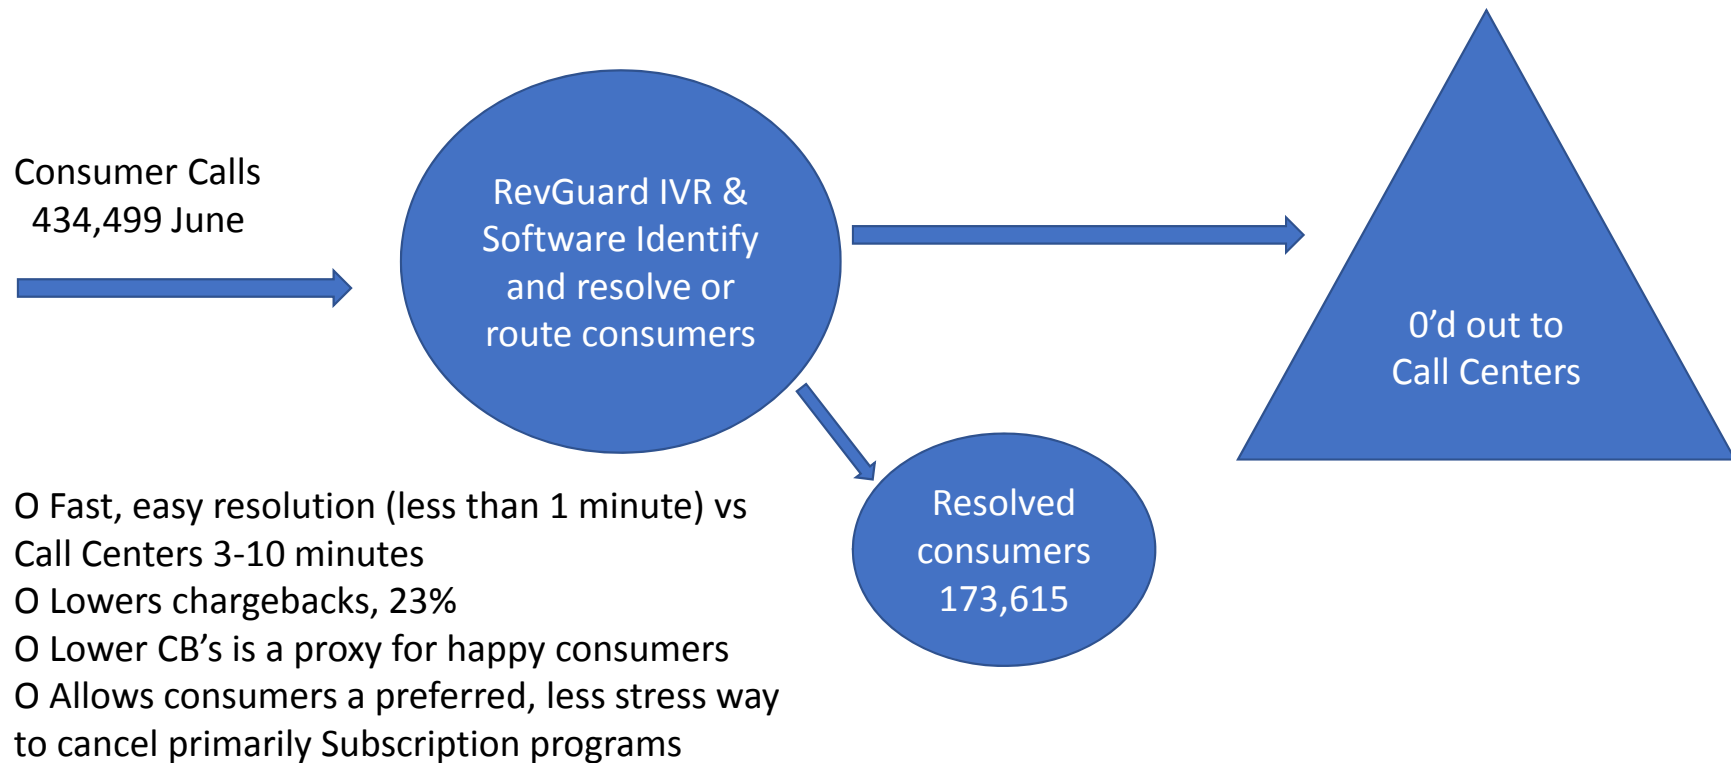 Consumer Calls
434,499 June
RevGuard IVR &
Software Identify
and resolve or
route consumers
0’d out to
Call Centers
Resolved
consumers
173,615
O Fast, easy resolution (less than 1 minute) vs
Call Centers 3-10 minutes
O Lowers chargebacks, 23%
O Lower CB’s is a proxy for happy consumers
O Allows consumers a preferred, less stress way
to cancel primarily Subscription programs